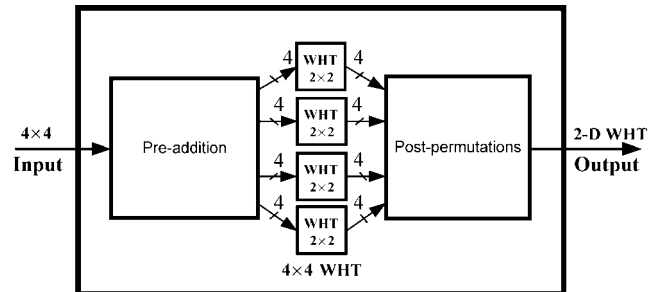 4 4
WHT
2×2
4×4
Input
Pre-addition
4 4
WHT
2×2
Post-permutations
2-D WHT
Output
4 4
WHT
2×2
4 4
WHT
2×2
4×4 WHT